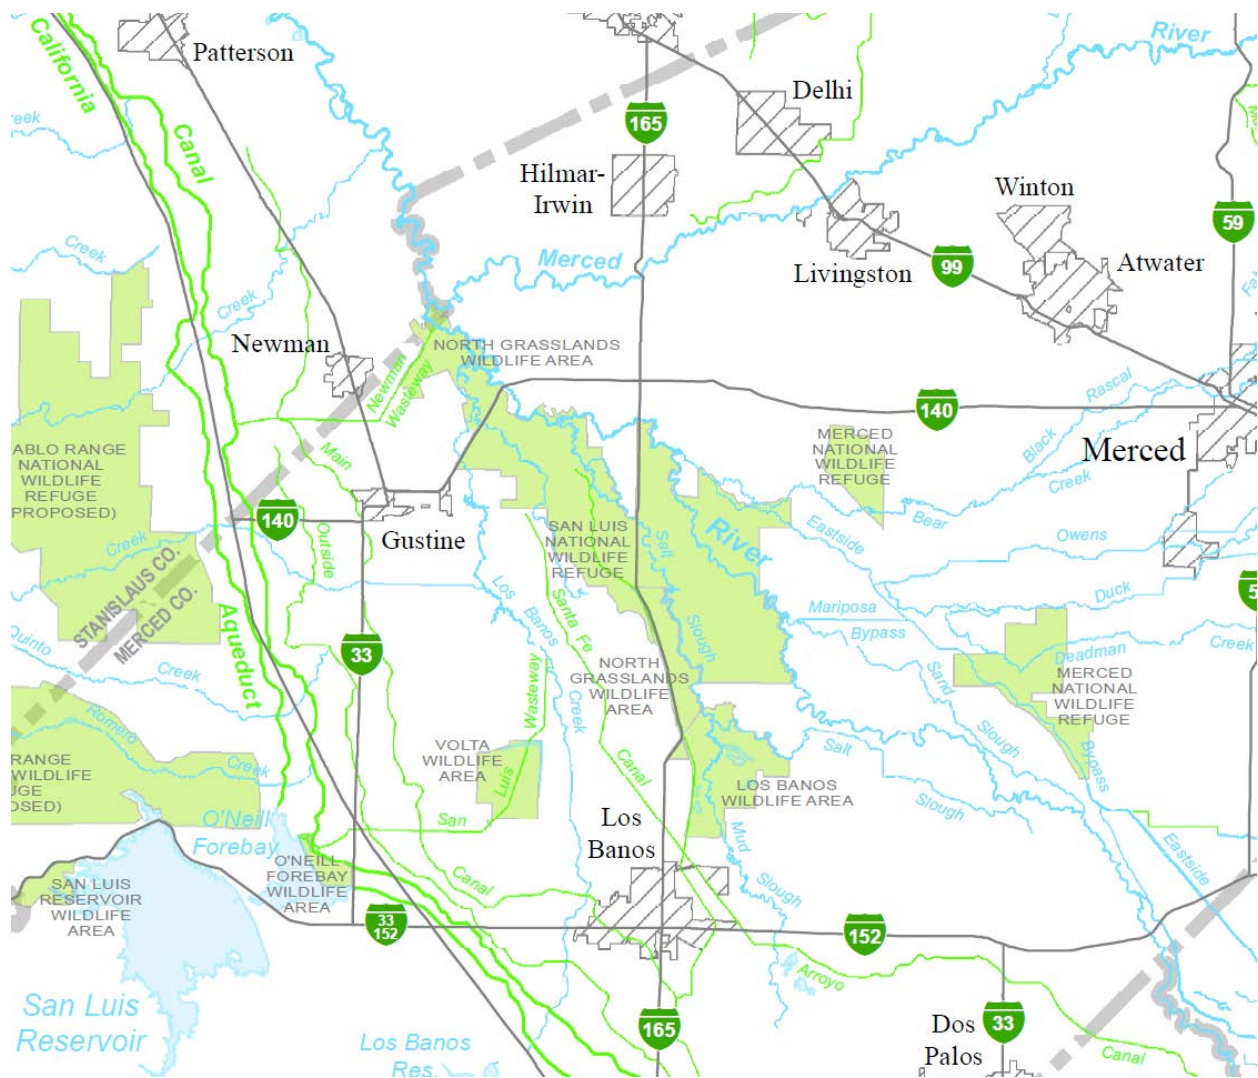 Patterson
California
Canal
eek
River
165
Delhi
Hilmar-
Irwin
Winton
59
Creek
Merced
Livingston
99
Atwater
Creek
Newman
NORTH GRASSLANDS
WILDLIFE AREA
Newman
Wasteway
Rascal
Black
140
Merced
MERCED
NATIONAL
WILDLIFE
REFUGE
Creek
ABLO RANGE
NATIONAL
WILDLIFE
REFUGE
PROPOSED)
Main
140
Outside
Gustine
Creek
SAN LUIS
NATIONAL
WILDLIFE
REFUGE
Salt
Slough
River
Eastside
Bear
Owens
STANISLAUS CO.
MERCED CO.
Los
Banos
Creek
Santa Fe
Canal
Mariposa
Bypass
Duck
5
Quinto
Creek
Aqueduct
33
NORTH
GRASSLANDS
WILDLIFE
AREA
Deadman
Creek
Sand
Slough
MERCED
NATIONAL
WILDLIFE
REFUGE
Bypass
Romero
Creek
RANGE
WILDLIFE
UGE
OSED)
VOLTA
WILDLIFE
AREA
San
Luis
Wasteway
Salt
Slough
LOS BANOS
WILDLIFE AREA
O'Neill
Forebay
Los
Banos
Mud
Slough
Eastside
O'NEILL
FOREBAY
WILDLIFE
AREA
SAN LUIS
RESERVOIR
WILDLIFE
AREA
Canal
33
152
152
Arroyo
Canal
San Luis
Reservoir
Los Banos
Res.
165
Dos
Palos
33